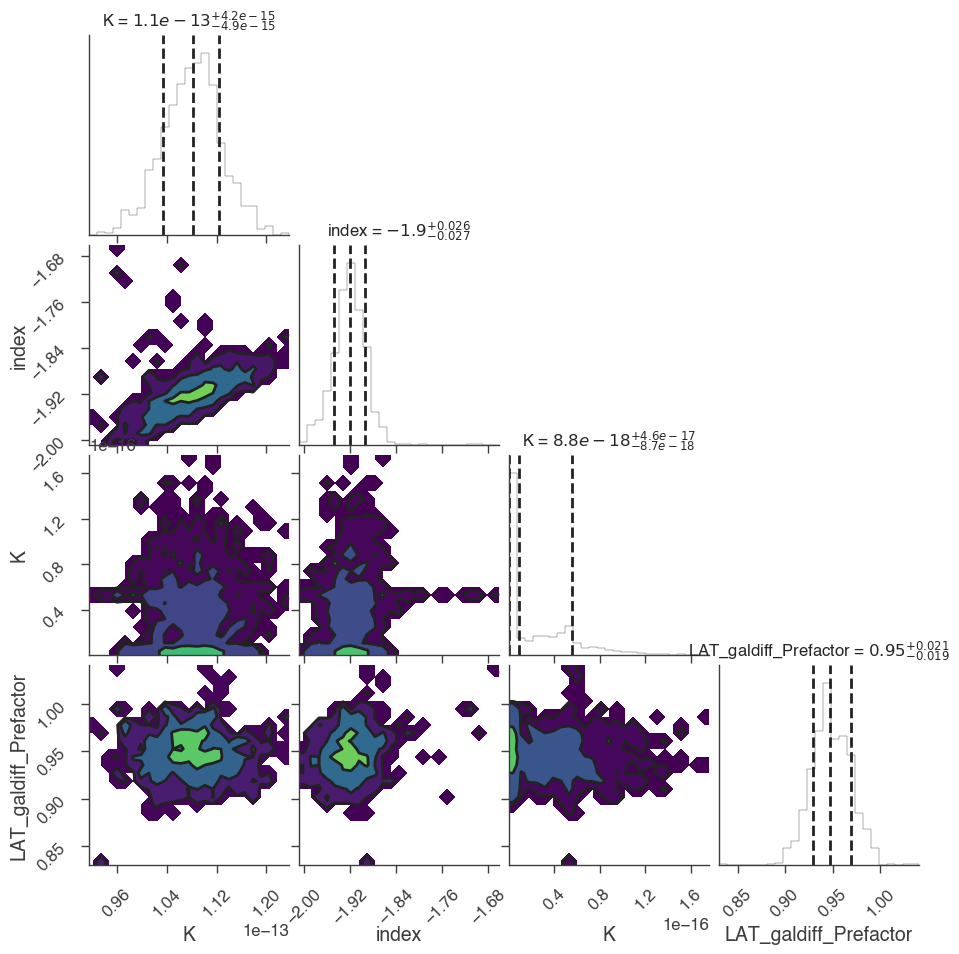 K = 1.1e−13+4.2e−15 −4.9e−15
index = −1.9+0.026 −0.027
−1.68
−1.76
−1.84
−1.92
−2.00
index
K = 8.8e−18+4.6e−17 −8.7e−18
1.6
1.2
0.8
0.4
K
LAT_galdiff_Prefactor = 0.95+0.021 −0.019
1.00
0.95
0.90
0.85
LAT_galdiff_Prefactor
0.96 1.04 1.12 1.20
−2.00 −1.92 −1.84 −1.76 −1.68
0.4 0.8 1.2 1.6
0.85 0.90 0.95 1.00
1e−13
1e−16
K index K LAT_galdiff_Prefactor